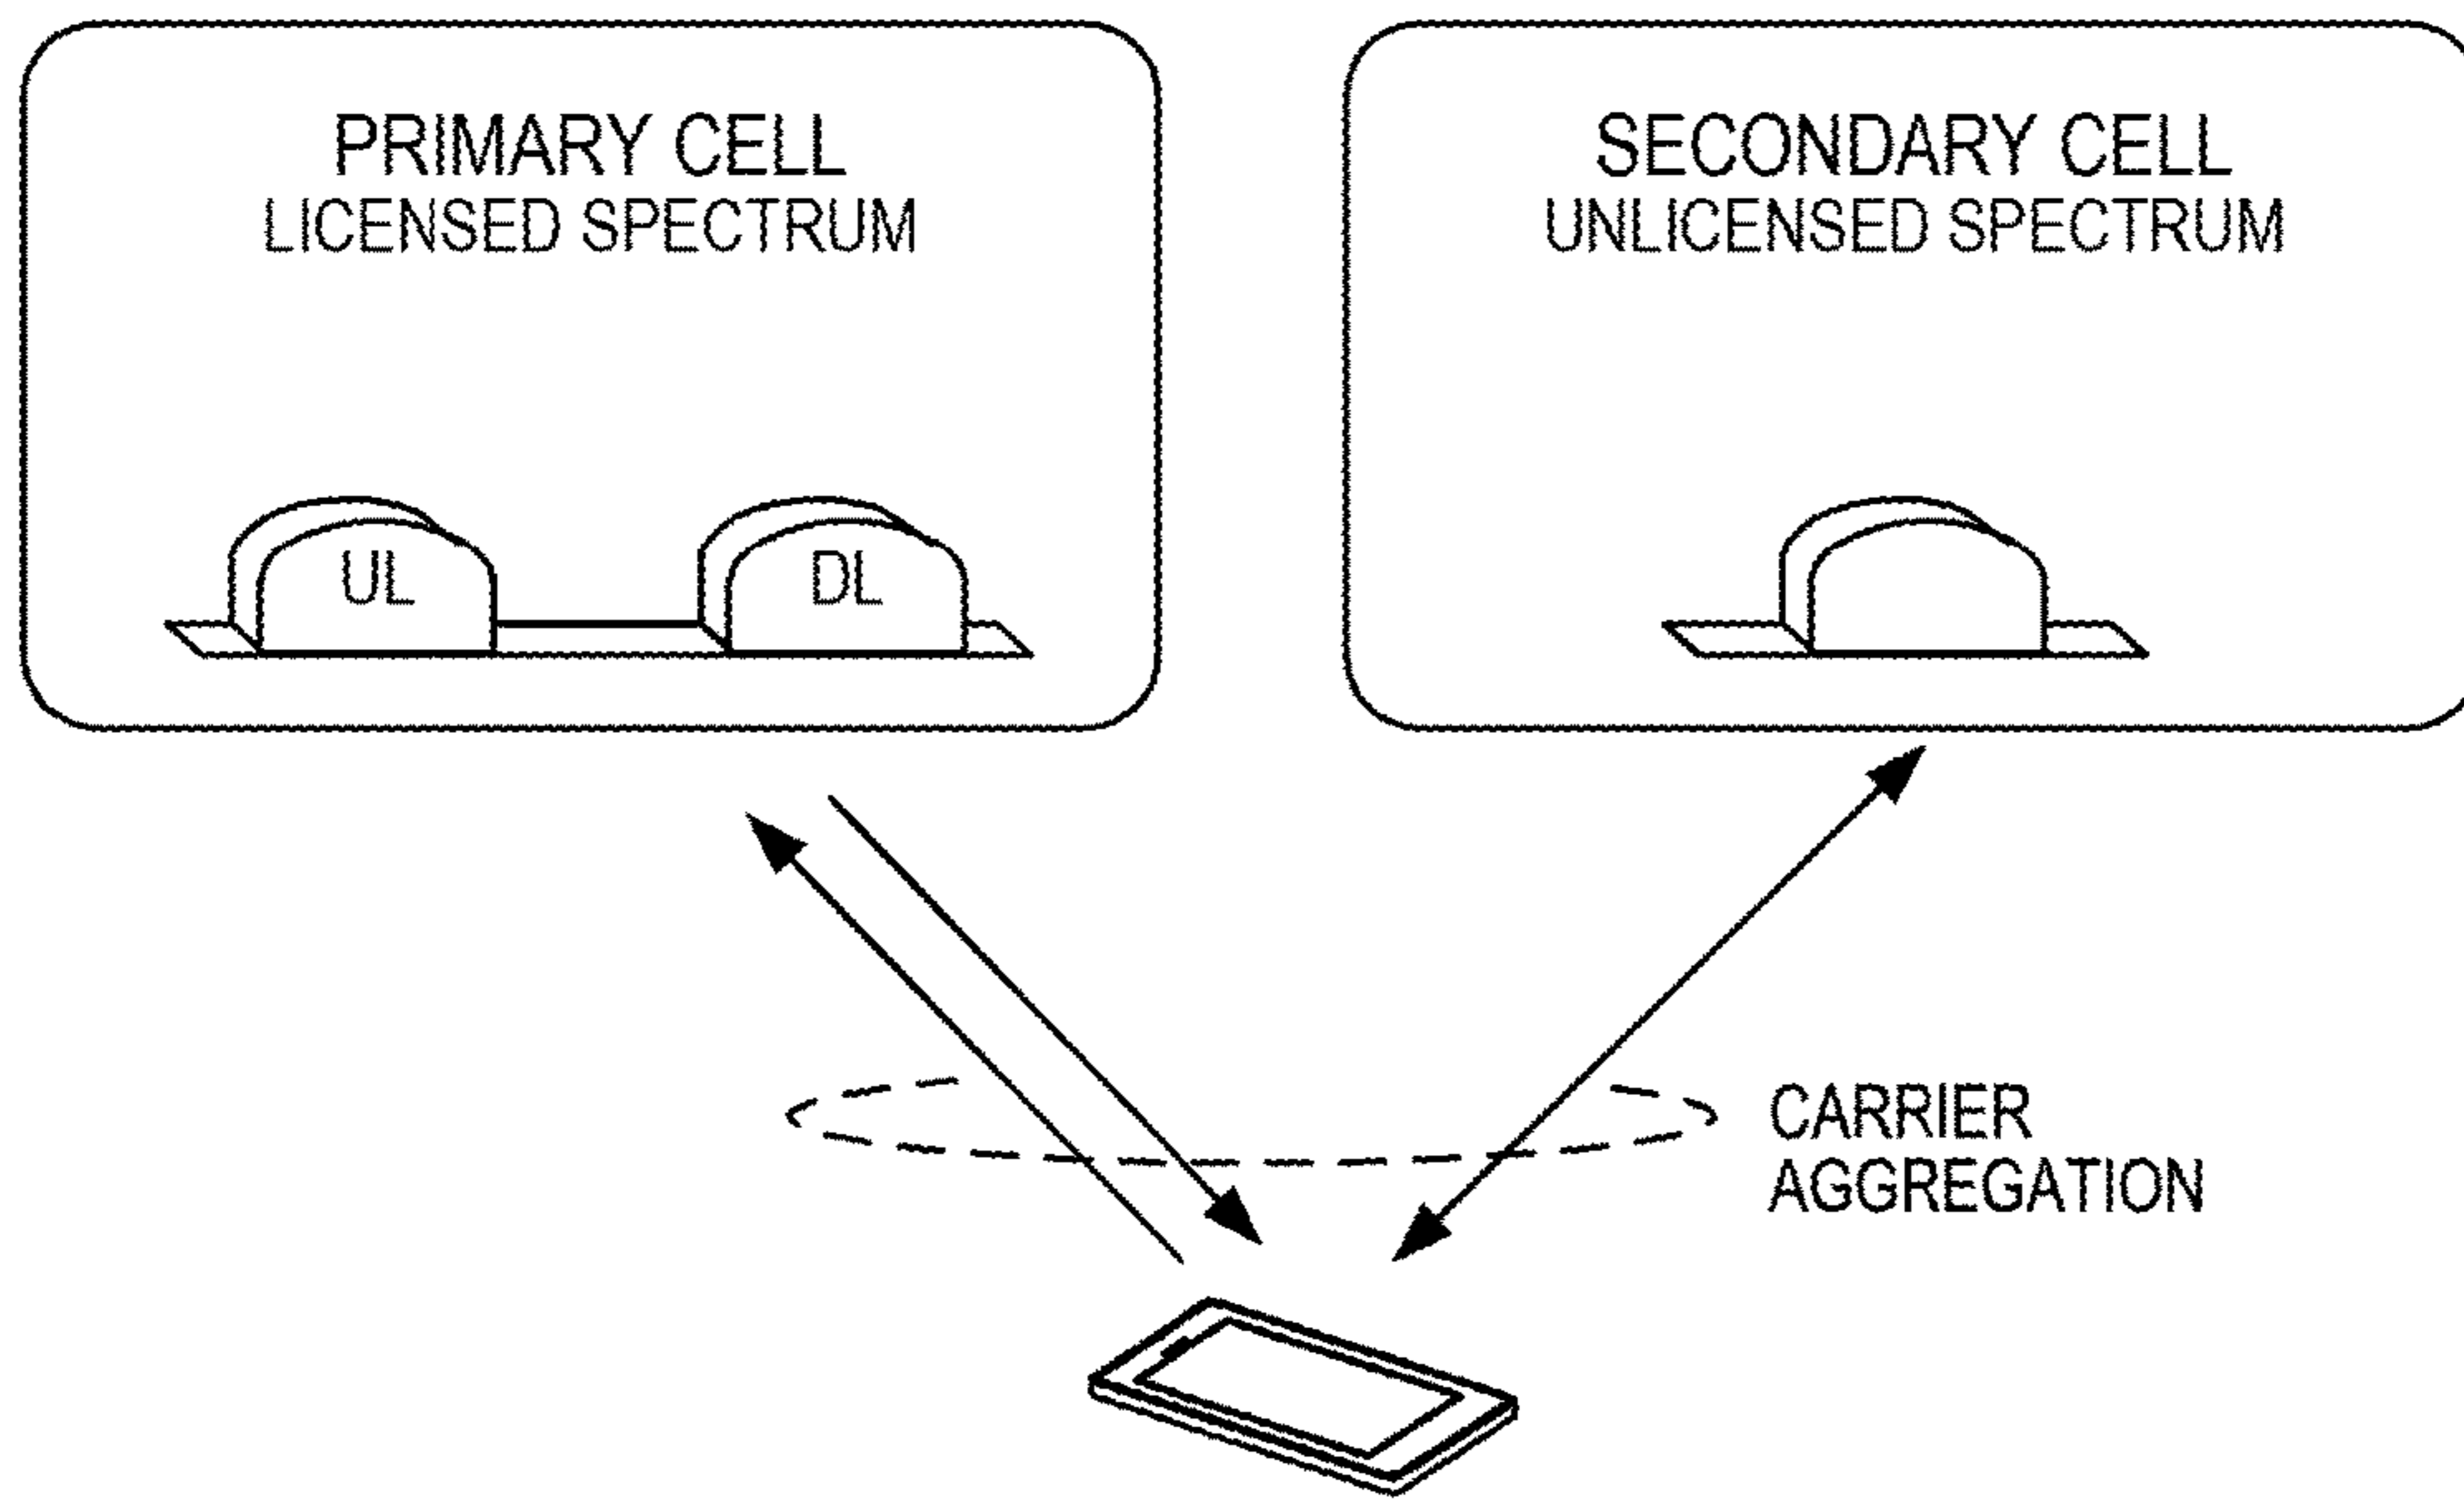 PRIMARY CELL
LICENSED SPECTRUM
UL
DL
SECONDARY CELL
UNLICENSED SPECTRUM
CARRIER
AGGREGATION